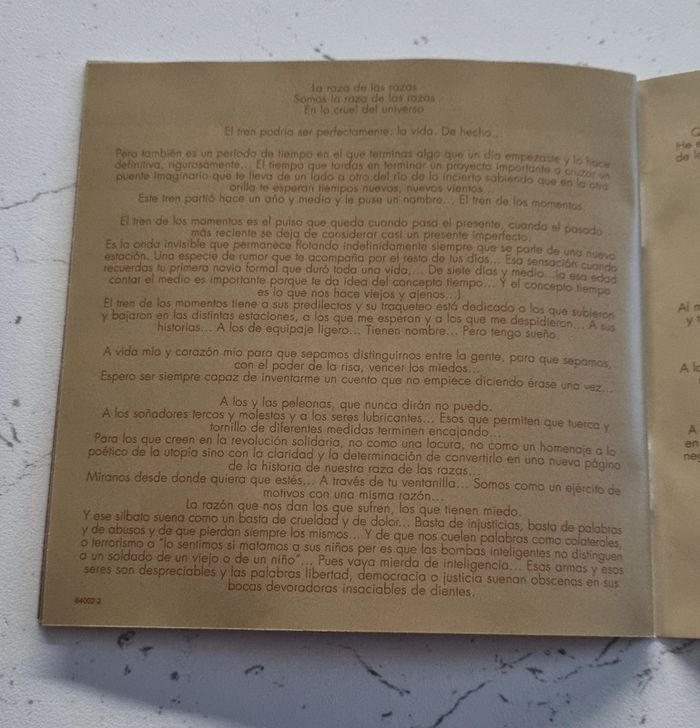 La raza de las razas
Somos la raza de las razas
En lo cruel del universo
El tren podría ser perfectamente: la vida. De hecho...
Pero también es un período de tiempo en el que terminas algo que un día empezaste y lo hace
definitiva, rigurosamente... El tiempo que tardas en terminar un proyecto importante o cruzar un
puente imaginario que te lleva de un lado a otro del río de lo incierto sabiendo que en la otra
orilla te esperan tiempos nuevos, nuevos vientos...
Este tren partió hace un año y medio y le puse un nombre... El tren de los momentos.
El tren de los momentos es el pulso que queda cuando pasa el presente, cuando el pasado
más reciente se deja de considerar casi un presente imperfecto.
Es la onda invisible que permanece flotando indefinidamente siempre que se parte de una nueva
estación. Una especie de rumor que te acompaña por el resto de tus días... Esa sensación cuando
recuerdas tu primera novia formal que duró toda una vida,... De siete días y medio...(a esa edad
contar el medio es importante porque te da idea del concepto tiempo... Y el concepto tiempo
es lo que nos hace viejos y ajenos...)
El tren de los momentos tiene a sus predilectos y su traqueteo está dedicado a los que subieron
y bajaron en las distintas estaciones, a los que me esperan y a los que me despidieron... A sus
historias... A los de equipaje ligero... Tienen nombre... Pero tengo sueño.
A vida mía y corazón mío para que sepamos distinguirnos entre la gente, para que sepamos,
con el poder de la risa, vencer los miedos...
Espero ser siempre capaz de inventarme un cuento que no empiece diciendo érase una vez...
A los y las peleonas, que nunca dirán no puedo.
A los soñadores tercos y molestos y a los seres lubricantes... Esos que permiten que tuerca y
tornillo de diferentes medidas terminen encajando...
Para los que creen en la revolución solidaria, no como una locura, no como un homenaje a lo
poético de la utopía sino con la claridad y la determinación de convertirlo en una nueva página
de la historia de nuestra raza de las razas...
Míranos desde donde quiera que estés... A través de tu ventanilla... Somos como un ejército de
motivos con una misma razón...
La razón que nos dan los que sufren, los que tienen miedo.
Y ese silbato suena como un basta de crueldad y de dolor... Basta de injusticias, basta de palabras
y de abusos y de que pierdan siempre los mismos... Y de que nos cuelen palabras como colaterales,
o terrorismo o "lo sentimos si matamos a sus niños per es que las bombas inteligentes no distinguen
a un soldado de un viejo o de un niño"... Pues vaya mierda de inteligencia... Esas armas y esos
seres son despreciables y las palabras libertad, democracia o justicia suenan obscenas en sus
bocas devoradoras insaciables de dientes.
64002-2
He
de l
Al m
y t
A lo
A
en
neg